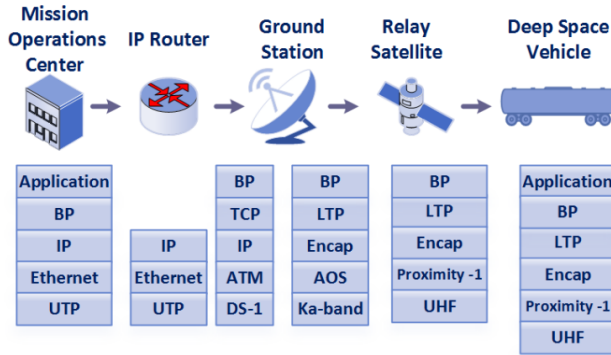 Mission
Operations
Center
IP Router
Ground
Station
Relay
Satellite
Deep Space
Vehicle
Application
BP
IP
Ethernet
UTP
IP
Ethernet
UTP
BP
TCP
IP
ATM
DS-1
BP
LTP
Encap
AOS
Ka-band
BP
LTP
Encap
Proximity -1
UHF
Application
BP
LTP
Encap
Proximity -1
UHF